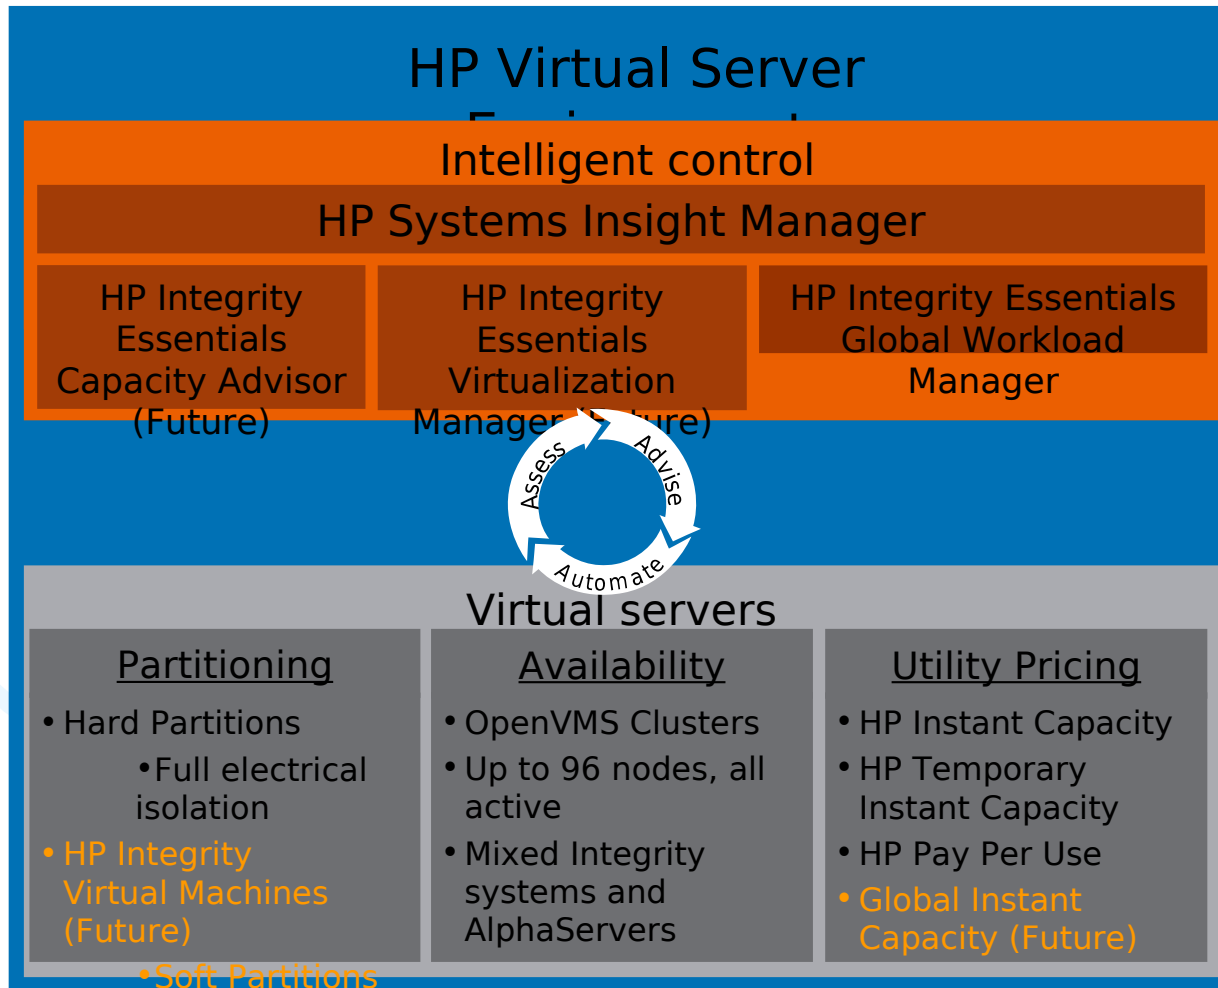 HP Virtual Server
Intelligent control
HP Systems Insight Manager
HP Integrity
Essentials
Capacity Advisor
(Future)
HP Integrity
Essentials
Virtualization
Manager (Future)
HP Integrity Essentials
Global Workload
Manager
Assess
Advise
Automate
Virtual servers
Partitioning
• Hard Partitions
•Full electrical
isolation
• HP Integrity
Virtual Machines
(Future)
•Soft Partitions
Availability
• OpenVMS Clusters
• Up to 96 nodes, all
active
• Mixed Integrity
systems and
AlphaServers
Utility Pricing
• HP Instant Capacity
• HP Temporary
Instant Capacity
• HP Pay Per Use
• Global Instant
Capacity (Future)